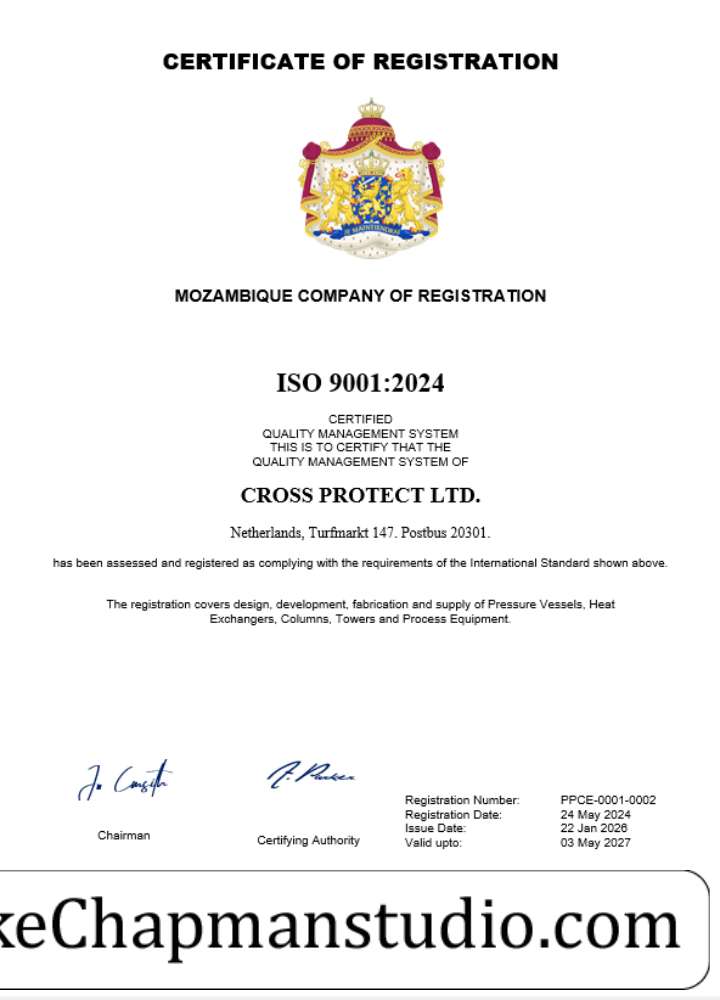 CERTIFICATE OF REGISTRATION
JE MAINTIENDRAI
MOZAMBIQUE COMPANY OF REGISTRATION
ISO 9001:2024
CERTIFIED
QUALITY MANAGEMENT SYSTEM
THIS IS TO CERTIFY THAT THE
QUALITY MANAGEMENT SYSTEM OF
CROSS PROTECT LTD.
Netherlands, Turfmarkt 147. Postbus 20301.
has been assessed and registered as complying with the requirements of the International Standard shown above.
The registration covers design, development, fabrication and supply of Pressure Vessels, Heat
Exchangers, Columns, Towers and Process Equipment.
Chairman
Certifying Authority
Registration Number: PPCE-0001-0002
Registration Date: 24 May 2024
Issue Date: 22 Jan 2026
Valid upto: 03 May 2027
keChapmanstudio.com